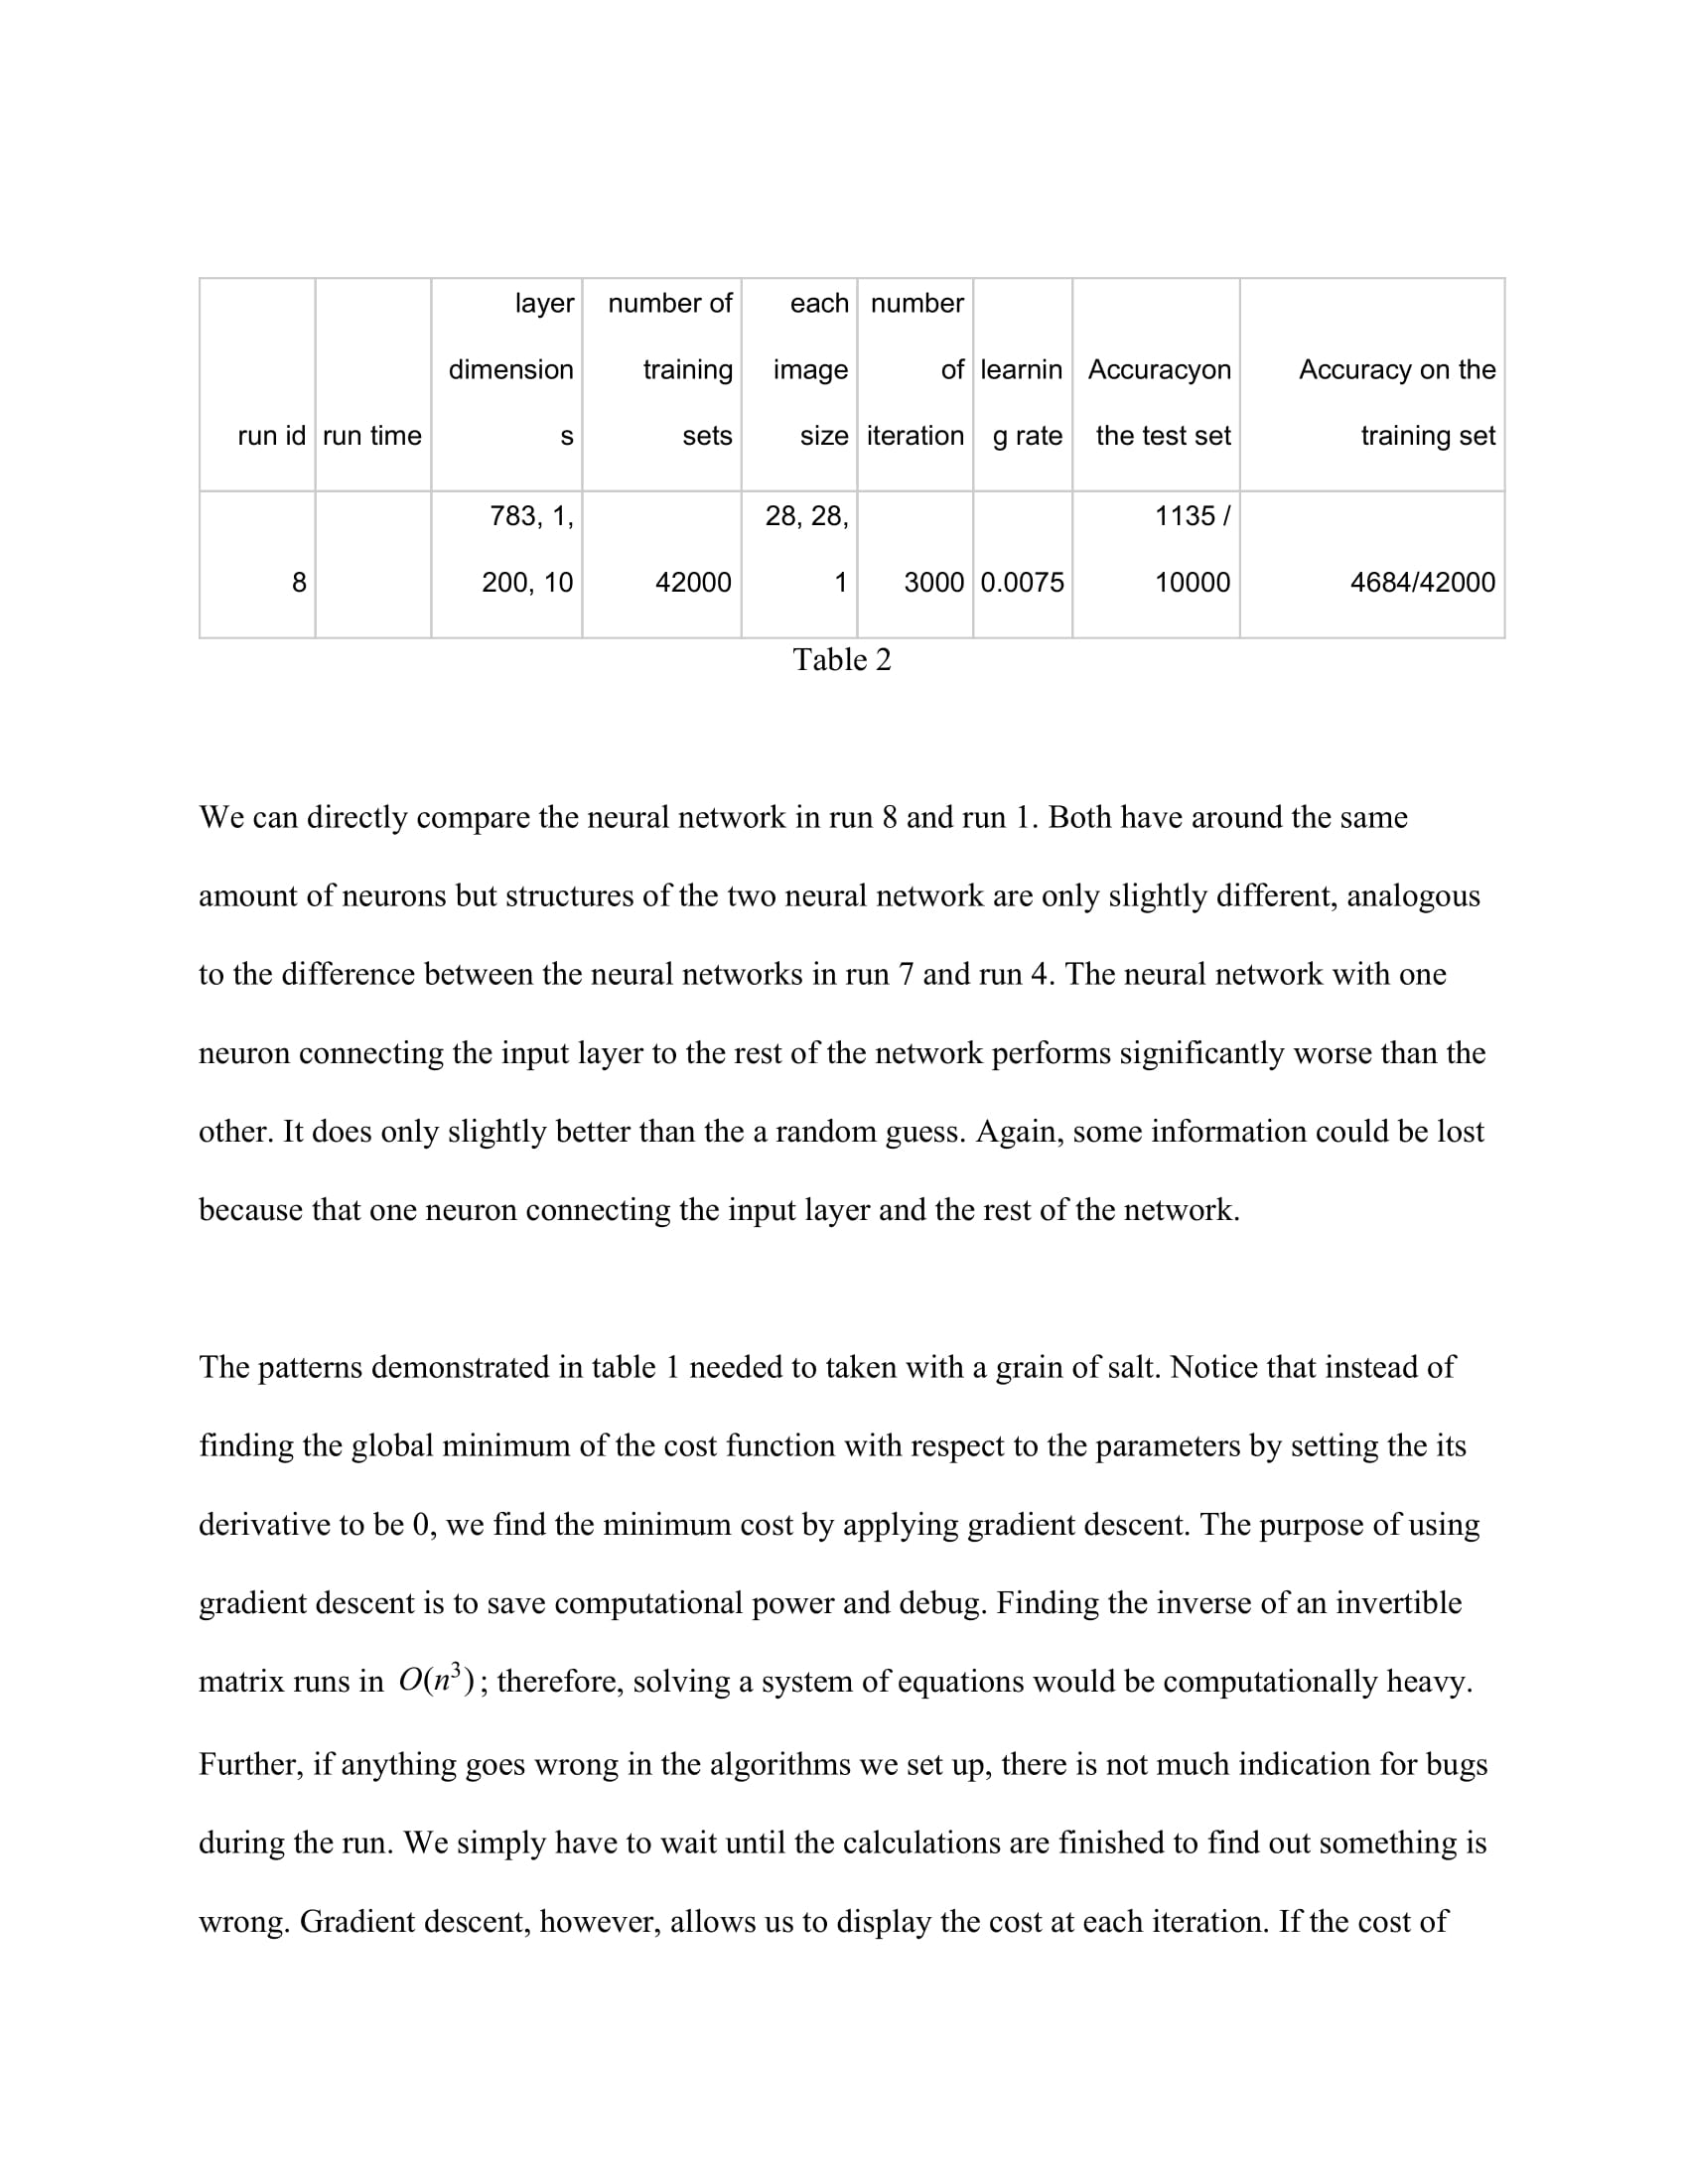 run id
run time
layer
dimension
s
number of
training
sets
each
image
size
number
of
iteration
learnin
g rate
Accuracyon
the test set
Accuracy on the
training set
8
783, 1,
200, 10
42000
28, 28,
1
3000
0.0075
1135 /
10000
4684/42000
Table 2
We can directly compare the neural network in run 8 and run 1. Both have around the same
amount of neurons but structures of the two neural network are only slightly different, analogous
to the difference between the neural networks in run 7 and run 4. The neural network with one
neuron connecting the input layer to the rest of the network performs significantly worse than the
other. It does only slightly better than the a random guess. Again, some information could be lost
because that one neuron connecting the input layer and the rest of the network.
The patterns demonstrated in table 1 needed to taken with a grain of salt. Notice that instead of
finding the global minimum of the cost function with respect to the parameters by setting the its
derivative to be 0, we find the minimum cost by applying gradient descent. The purpose of using
gradient descent is to save computational power and debug. Finding the inverse of an invertible
matrix runs in O(n³); therefore, solving a system of equations would be computationally heavy.
Further, if anything goes wrong in the algorithms we set up, there is not much indication for bugs
during the run. We simply have to wait until the calculations are finished to find out something is
wrong. Gradient descent, however, allows us to display the cost at each iteration. If the cost of